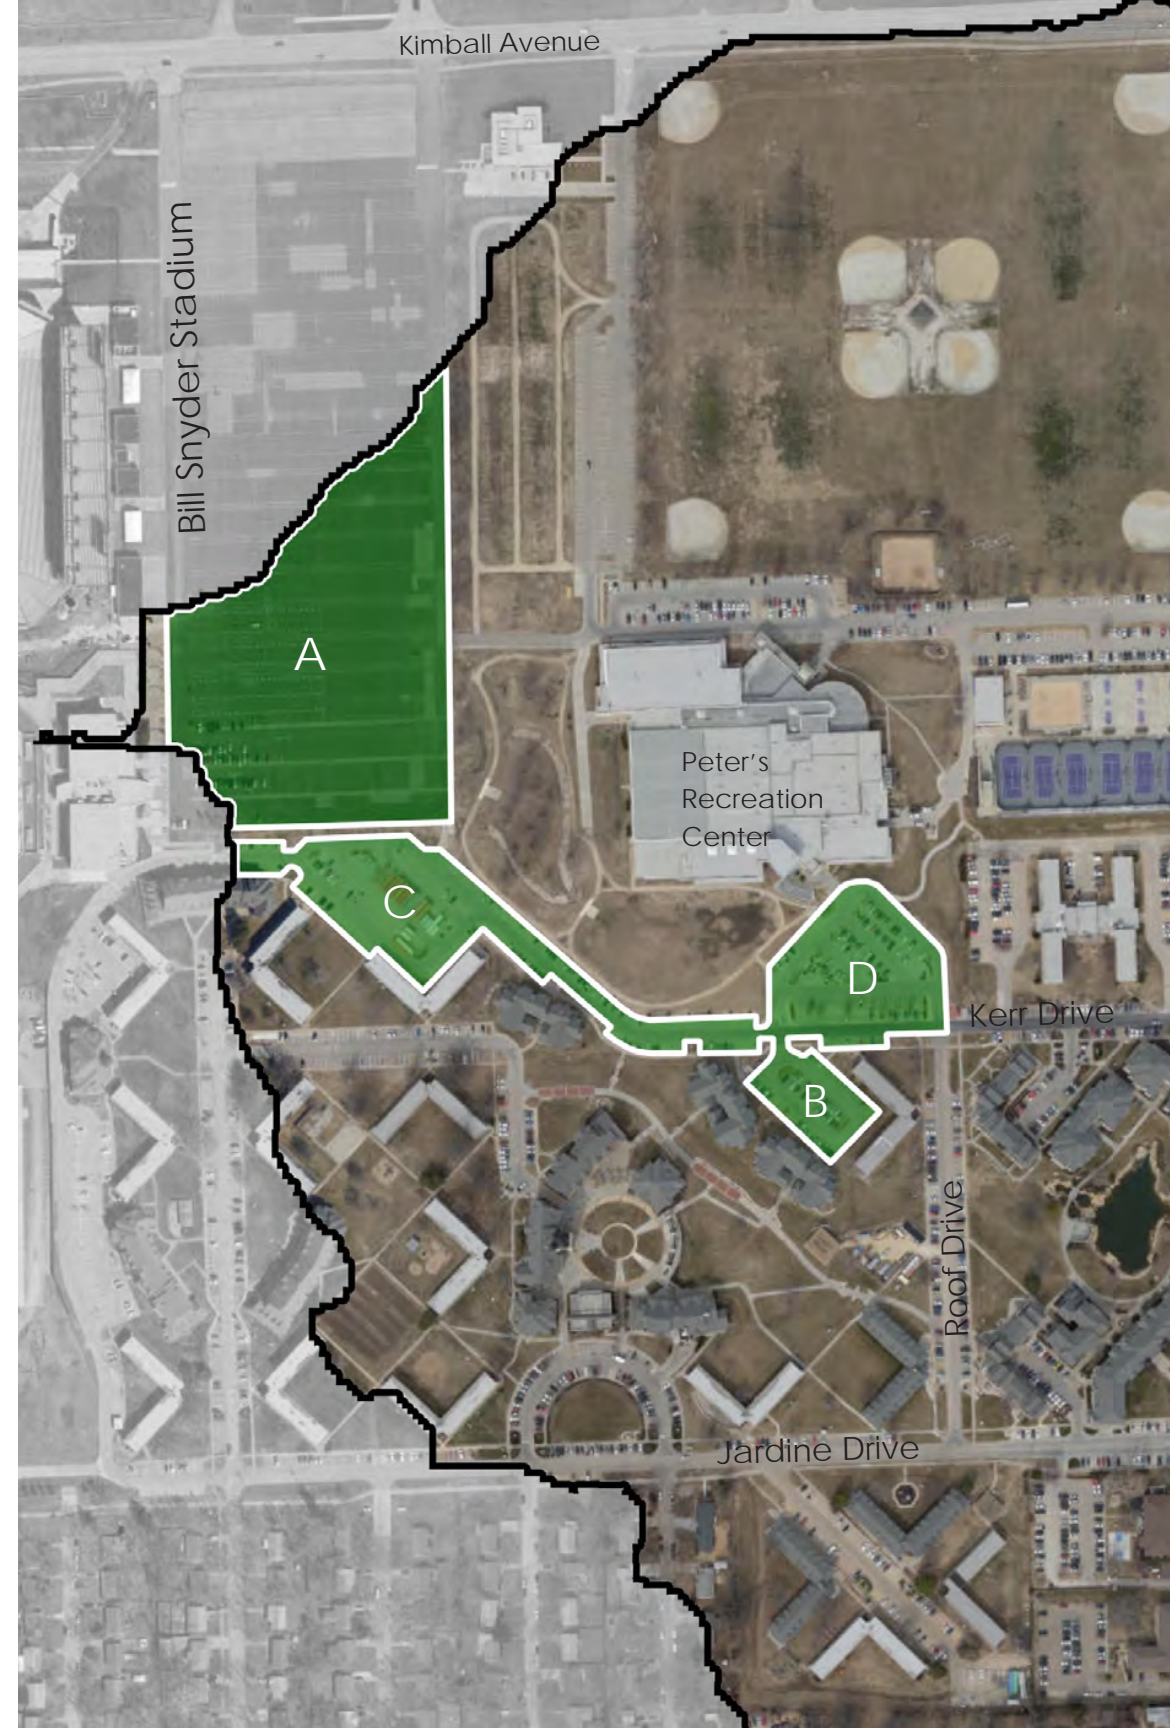 Kimball Avenue
Bill Snyder Stadium
A
Peter's
Recreation
Center
C
D
Kerr Drive
B
Roof Drive
Jardine Drive